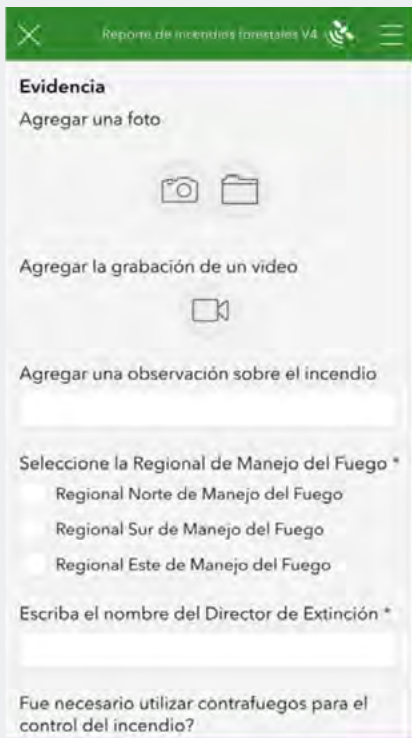 Reporte de incendios forestales V4
Evidencia
Agregar una foto
Agregar la grabación de un video
Agregar una observación sobre el incendio
Seleccione la Regional de Manejo del Fuego *
Regional Norte de Manejo del Fuego
Regional Sur de Manejo del Fuego
Regional Este de Manejo del Fuego
Escriba el nombre del Director de Extinción *
Fue necesario utilizar contrafuegos para el
control del incendio?